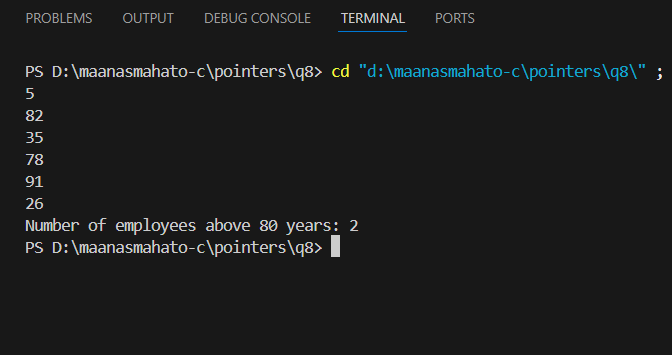 PROBLEMS OUTPUT DEBUG CONSOLE TERMINAL PORTS
PS D:\maanasmahato-c\pointers\q8> cd "d:\maanasmahato-c\pointers\q8\" ;
5
82
35
78
91
26
Number of employees above 80 years: 2
PS D:\maanasmahato-c\pointers\q8>